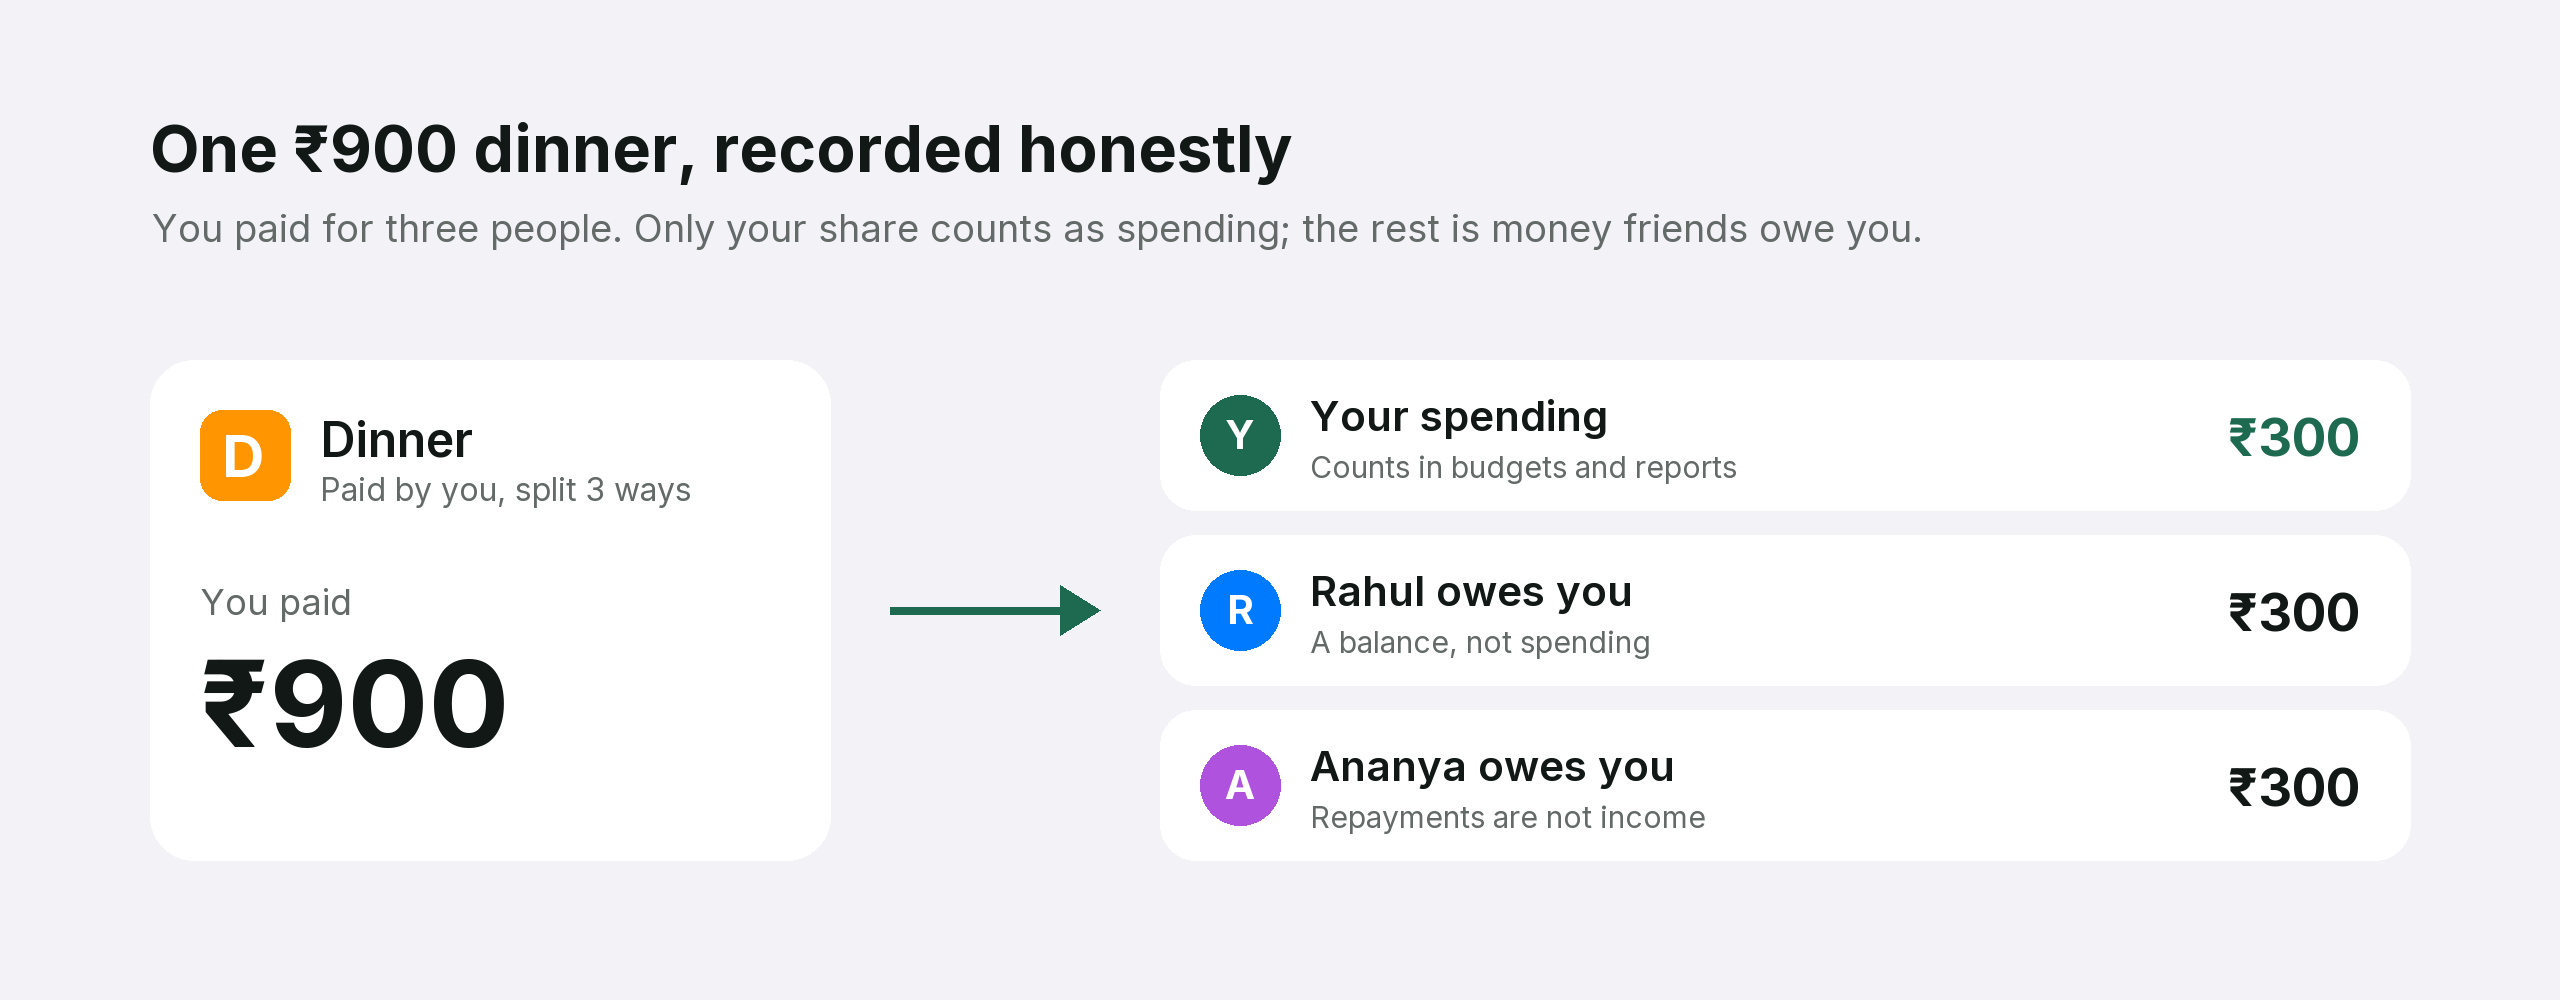 One ₹900 dinner, recorded honestly
You paid for three people. Only your share counts as spending; the rest is money friends owe you.
D
Dinner
Paid by you, split 3 ways
You paid
₹900
Y
Your spending
Counts in budgets and reports
₹300
R
Rahul owes you
A balance, not spending
₹300
A
Ananya owes you
Repayments are not income
₹300